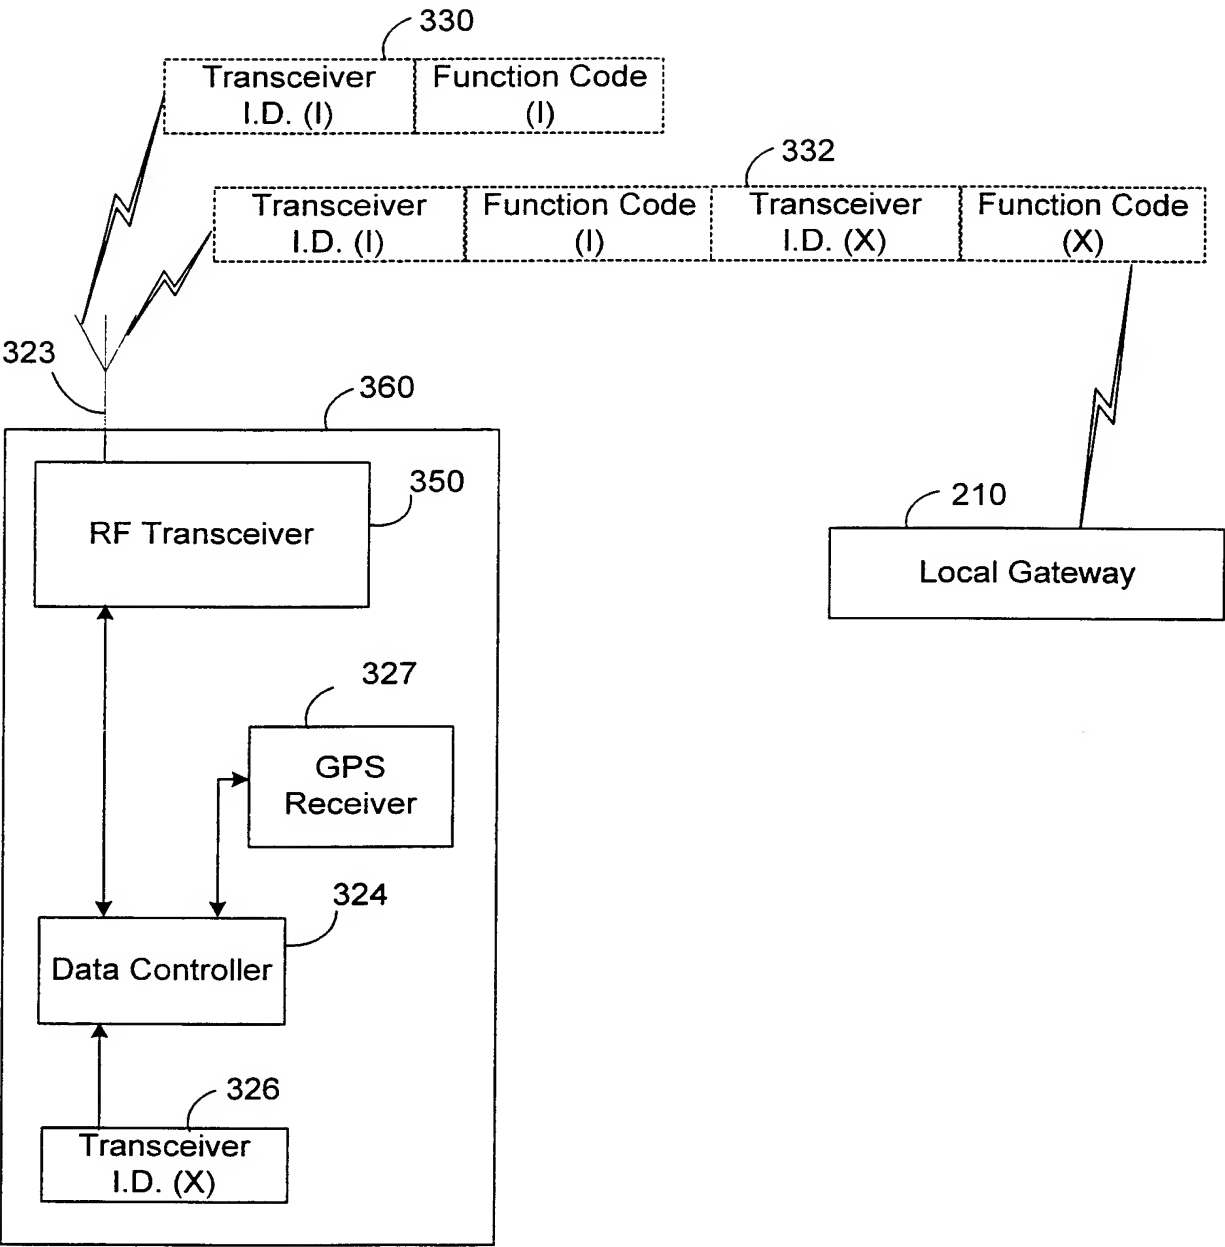 330
Transceiver Function Code
I.D. (I) (I)
332
Transceiver Function Code Transceiver Function Code
I.D. (I) (I) I.D. (X) (X)
323
360
350
RF Transceiver
210
Local Gateway
327
GPS
Receiver
324
Data Controller
326
Transceiver
I.D. (X)